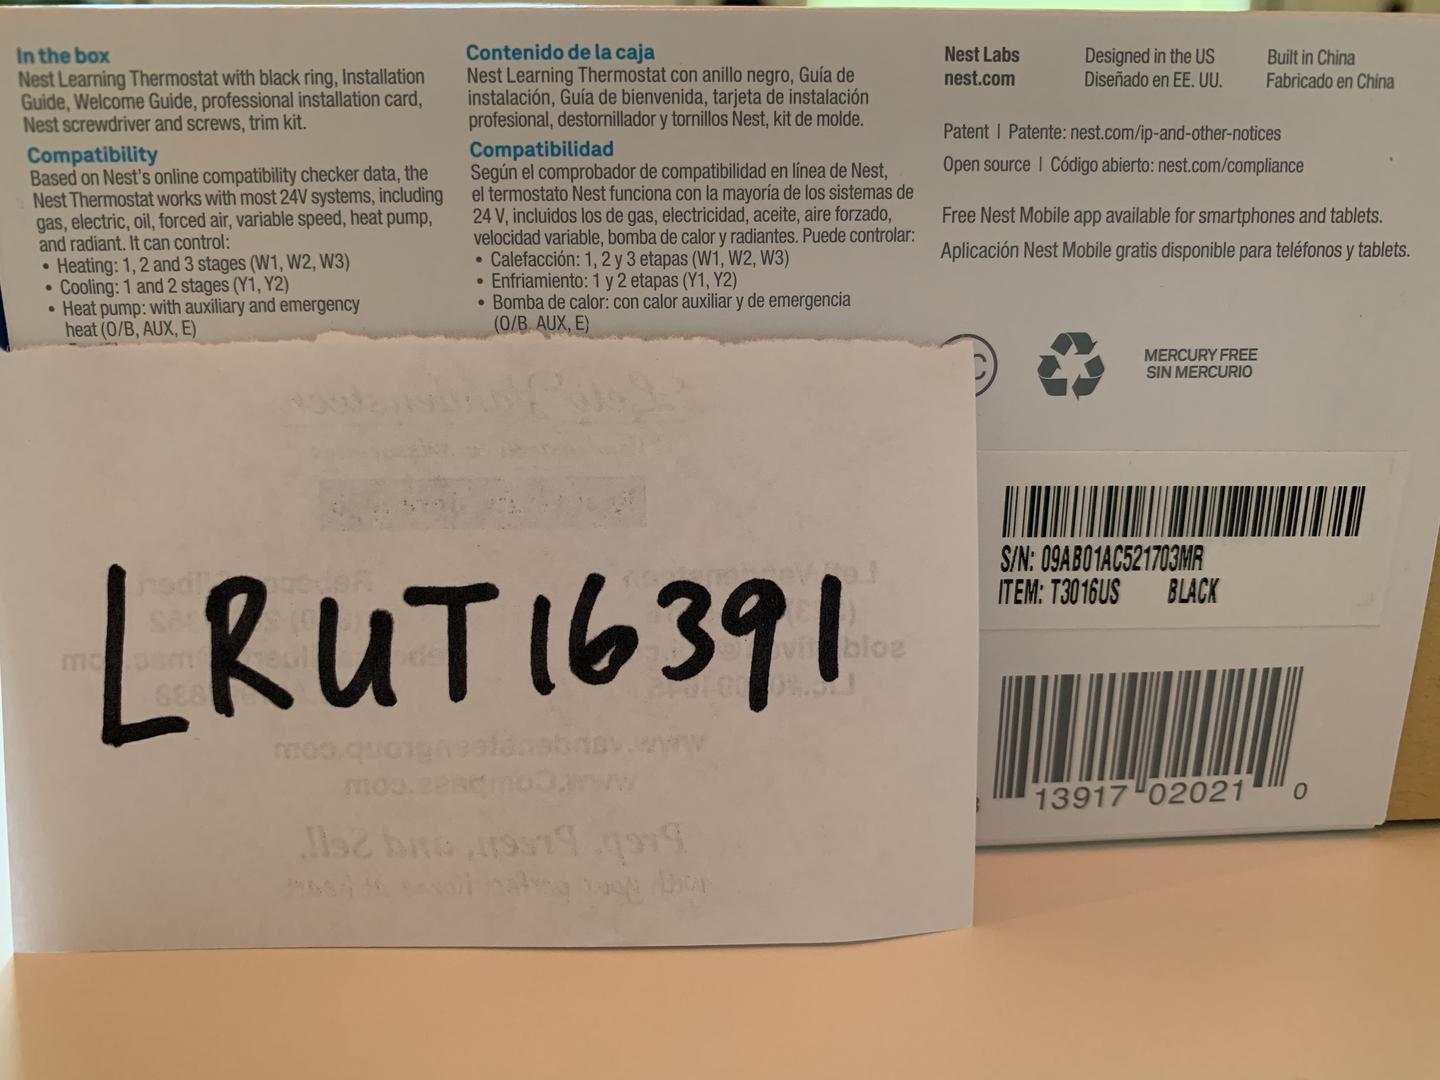 In the box
Nest Learning Thermostat with black ring, Installation
Guide, Welcome Guide, professional installation card,
Nest screwdriver and screws, trim kit.
Compatibility
Based on Nest's online compatibility checker data, the
Nest Thermostat works with most 24V systems, including
gas, electric, oil, forced air, variable speed, heat pump,
and radiant. It can control:
• Heating: 1, 2 and 3 stages (W1, W2, W3)
• Cooling: 1 and 2 stages (Y1, Y2)
• Heat pump: with auxiliary and emergency
heat (O/B, AUX, E)
Contenido de la caja
Nest Learning Thermostat con anillo negro, Guía de
instalación, Guía de bienvenida, tarjeta de instalación
profesional, destornillador y tornillos Nest, kit de molde.
Compatibilidad
Según el comprobador de compatibilidad en línea de Nest,
el termostato Nest funciona con la mayoría de los sistemas de
24 V, incluidos los de gas, electricidad, aceite, aire forzado,
velocidad variable, bomba de calor y radiantes. Puede controlar:
• Calefacción: 1, 2 y 3 etapas (W1, W2, W3)
• Enfriamiento: 1 y 2 etapas (Y1, Y2)
• Bomba de calor: con calor auxiliar y de emergencia
(O/B, AUX, E)
Nest Labs
nest.com
Designed in the US
Diseñado en EE. UU.
Built in China
Fabricado en China
Patent | Patente: nest.com/ip-and-other-notices
Open source | Código abierto: nest.com/compliance
Free Nest Mobile app available for smartphones and tablets.
Aplicación Nest Mobile gratis disponible para teléfonos y tablets.
MERCURY FREE
SIN MERCURIO
S/N: 09AB01AC521703MR
ITEM: T3016US BLACK
13917 02021 0
LRUT16391
www.vandensteengroup.com
www.Compass.com
Prep, Preen, and Sell.